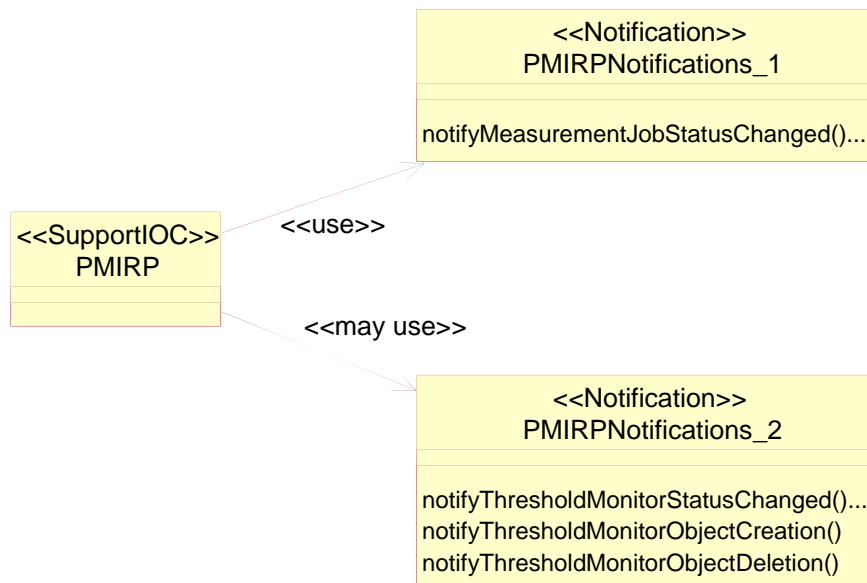 <<Notification>>
PMIRPNotifications_1
notifyMeasurementJobStatusChanged()...
<<SupportIOC>>
PMIRP
<<use>>
<<may use>>
<<Notification>>
PMIRPNotifications_2
notifyThresholdMonitorStatusChanged()...
notifyThresholdMonitorObjectCreation()
notifyThresholdMonitorObjectDeletion()